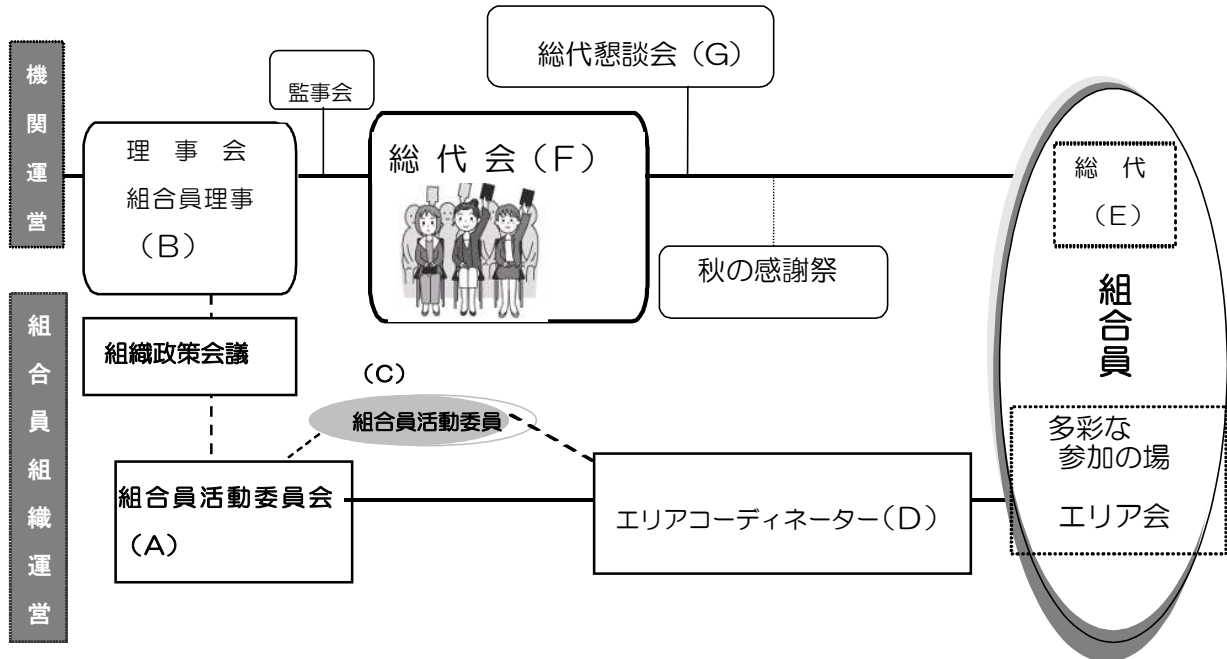 機関運営
総代懇談会（G）
監事会
理　事　会
組合員理事
（B）
総 代 会（F）
総　代
（E）
秋の感謝祭
組合員
組合員組織運営
組織政策会議
（C）
組合員活動委員
組合員活動委員会
（A）
エリアコーディネーター（D）
多彩な
参加の場
エリア会